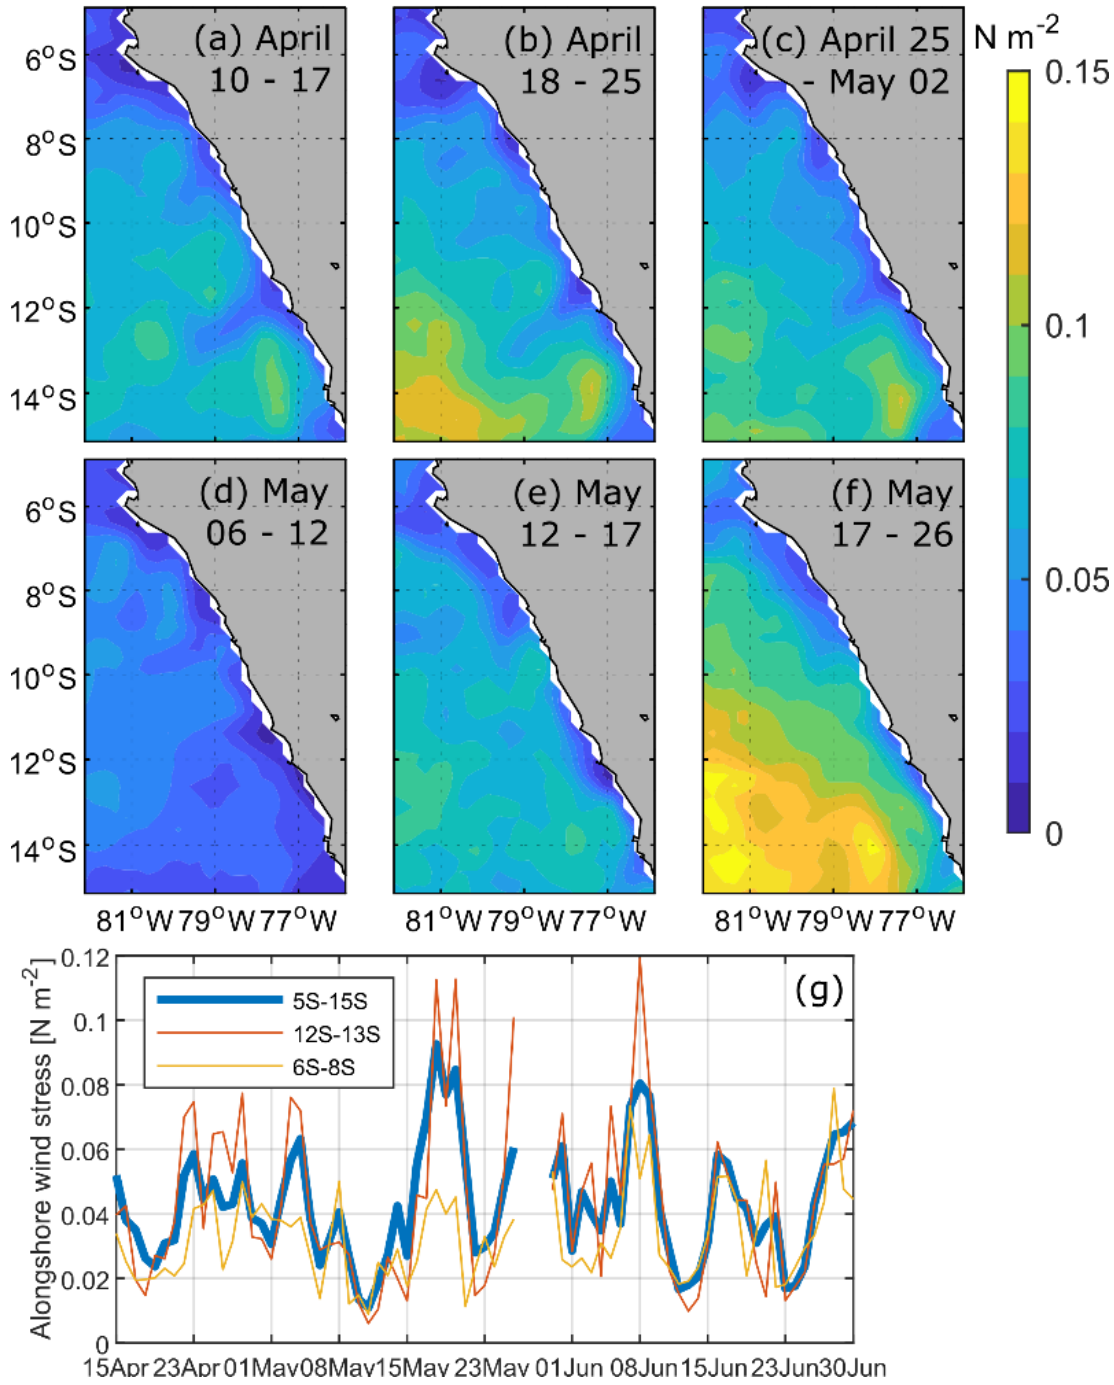 (a) April
10 - 17
(b) April
18 - 25
(c) April 25
- May 02
N m-2
0.15
0.1
0.05
0
6°S
8°S
10°S
12°S
14°S
(d) May
06 - 12
(e) May
12 - 17
(f) May
17 - 26
6°S
8°S
10°S
12°S
14°S
81°W 79°W 77°W
81°W 79°W 77°W
81°W 79°W 77°W
(g)
5S-15S
12S-13S
6S-8S
Alongshore wind stress [N m-2]
0.12
0.1
0.08
0.06
0.04
0.02
0
15Apr 23Apr 01May 08May 15May 23May 01Jun 08Jun 15Jun 23Jun 30Jun